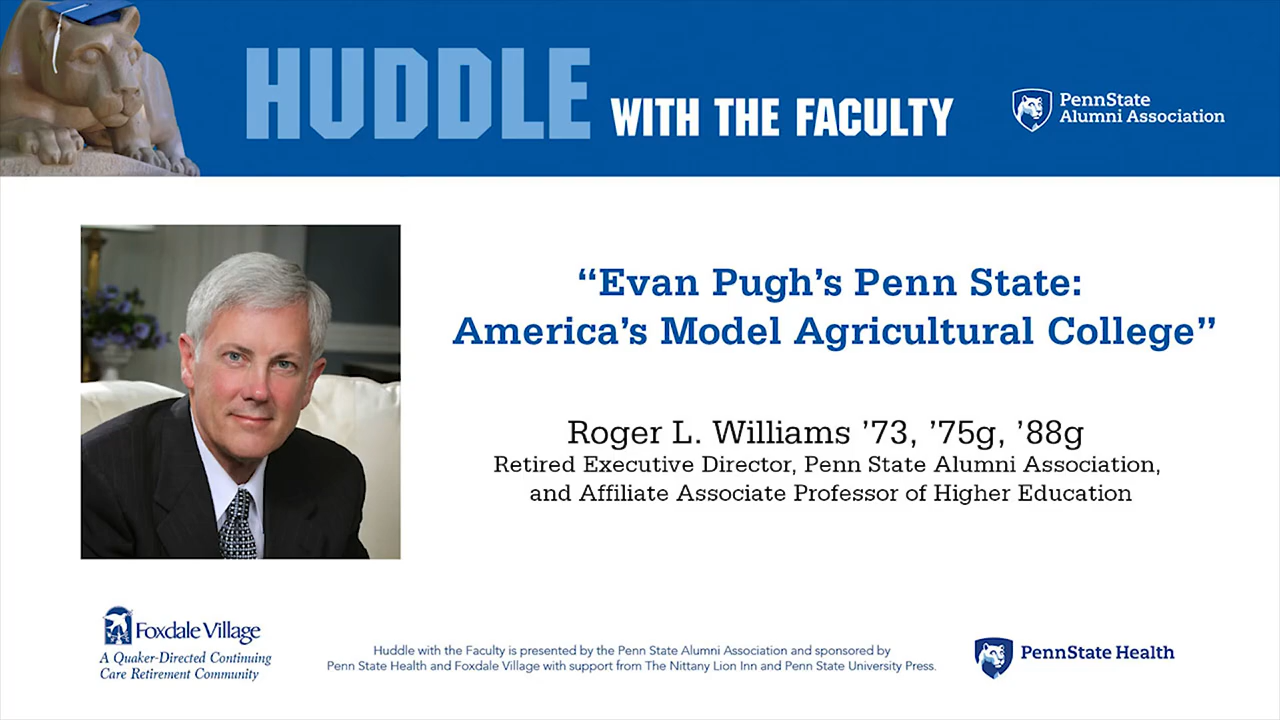 HUDDLE WITH THE FACULTY
PennState
Alumni Association
“Evan Pugh’s Penn State:
America’s Model Agricultural College”
Roger L. Williams ’73, ’75g, ’88g
Retired Executive Director, Penn State Alumni Association,
and Affiliate Associate Professor of Higher Education
Foxdale Village
A Quaker-Directed Continuing
Care Retirement Community
Huddle with the Faculty is presented by the Penn State Alumni Association and sponsored by
Penn State Health and Foxdale Village with support from The Nittany Lion Inn and Penn State University Press.
PennState Health